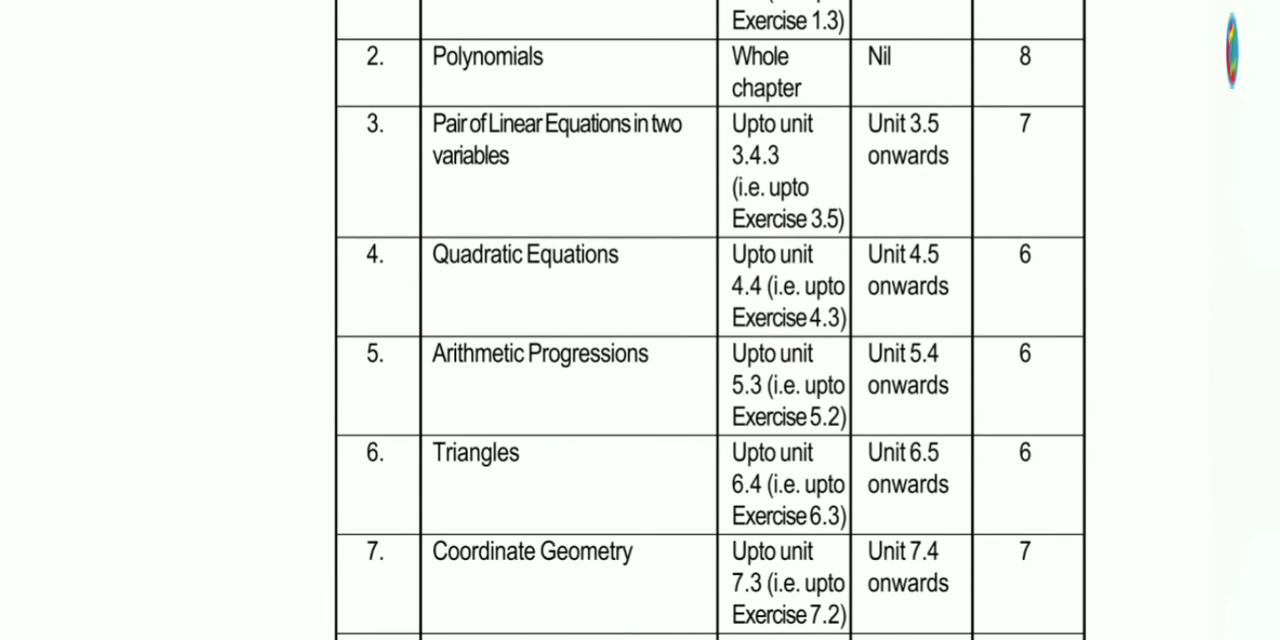 Exercise 1.3)
2. Polynomials Whole Nil 8
chapter
3. Pair of Linear Equations in two Upto unit Unit 3.5 7
variables 3.4.3 onwards
(i.e. upto
Exercise 3.5)
4. Quadratic Equations Upto unit Unit 4.5 6
4.4 (i.e. upto onwards
Exercise 4.3)
5. Arithmetic Progressions Upto unit Unit 5.4 6
5.3 (i.e. upto onwards
Exercise 5.2)
6. Triangles Upto unit Unit 6.5 6
6.4 (i.e. upto onwards
Exercise 6.3)
7. Coordinate Geometry Upto unit Unit 7.4 7
7.3 (i.e. upto onwards
Exercise 7.2)